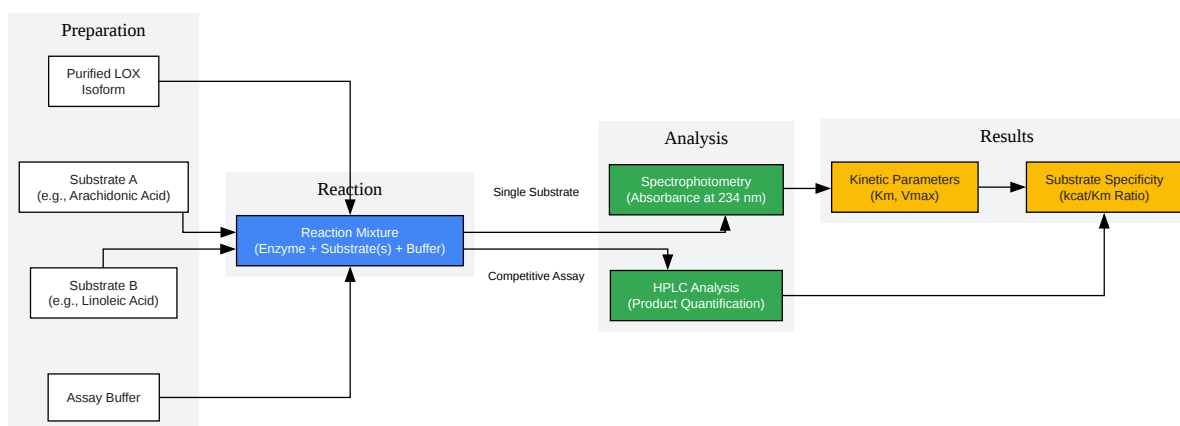 Preparation
Purified LOX
Isoform
Substrate A
(e.g., Arachidonic Acid)
Substrate B
(e.g., Linoleic Acid)
Assay Buffer
Reaction
Reaction Mixture
(Enzyme + Substrate(s) + Buffer)
Single Substrate
Competitive Assay
Analysis
Spectrophotometry
(Absorbance at 234 nm)
HPLC Analysis
(Product Quantification)
Results
Kinetic Parameters
(Km, Vmax)
Substrate Specificity
(kcat/Km Ratio)